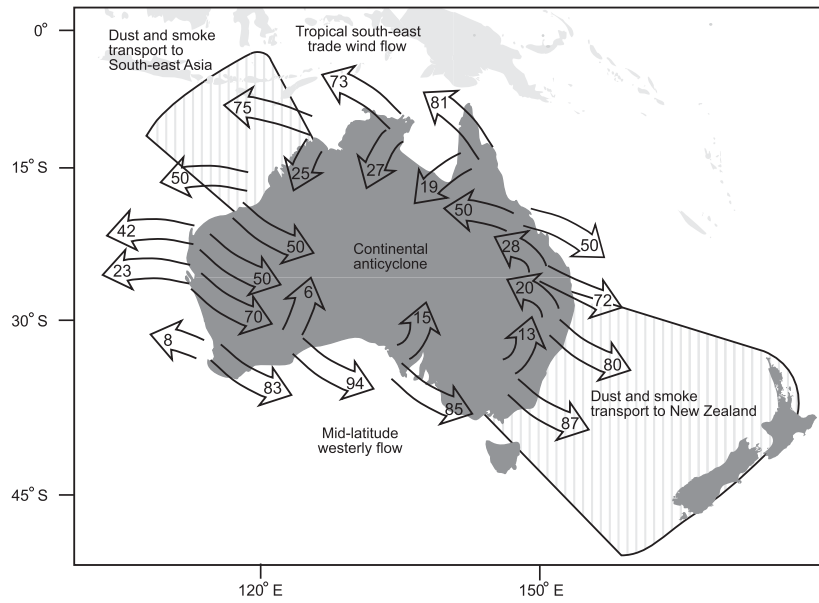 0° 
Dust and smoke
transport to
South-east Asia
Tropical south-east
trade wind flow
73
75
81
15° S
25
27
50
19
50
42
50
28
50
Continental
anticyclone
23
50
6
20
72
70
15
13
30° S
8
80
83
94
85
87
Dust and smoke
transport to New Zealand
Mid-latitude
westerly flow
45° S
120° E
150° E